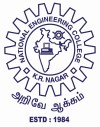 NATIONAL ENGINEERING COLLEGE
K.R. NAGAR
அறிவே ஆக்கம்
ESTD : 1984